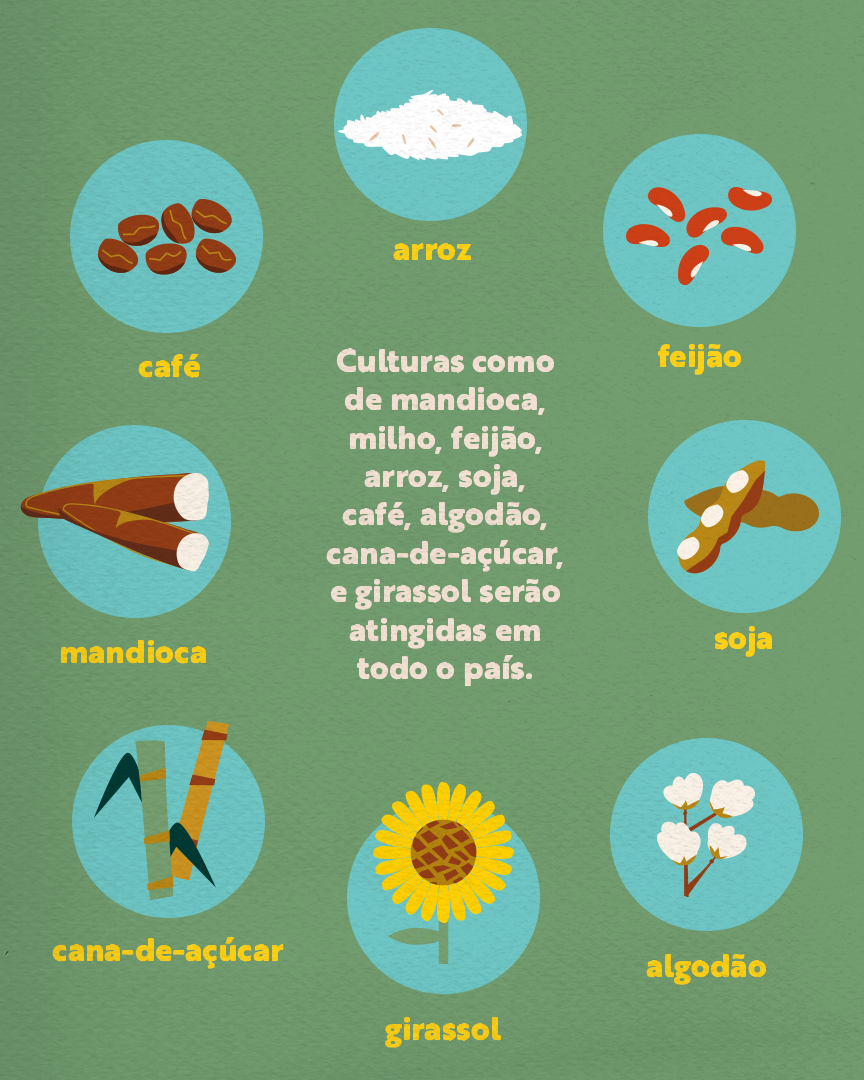 arroz
café
feijão
Culturas como
de mandioca,
milho, feijão,
arroz, soja,
café, algodão,
cana-de-açúcar,
e girassol serão
atingidas em
todo o país.
mandioca
soja
cana-de-açúcar
algodão
girassol